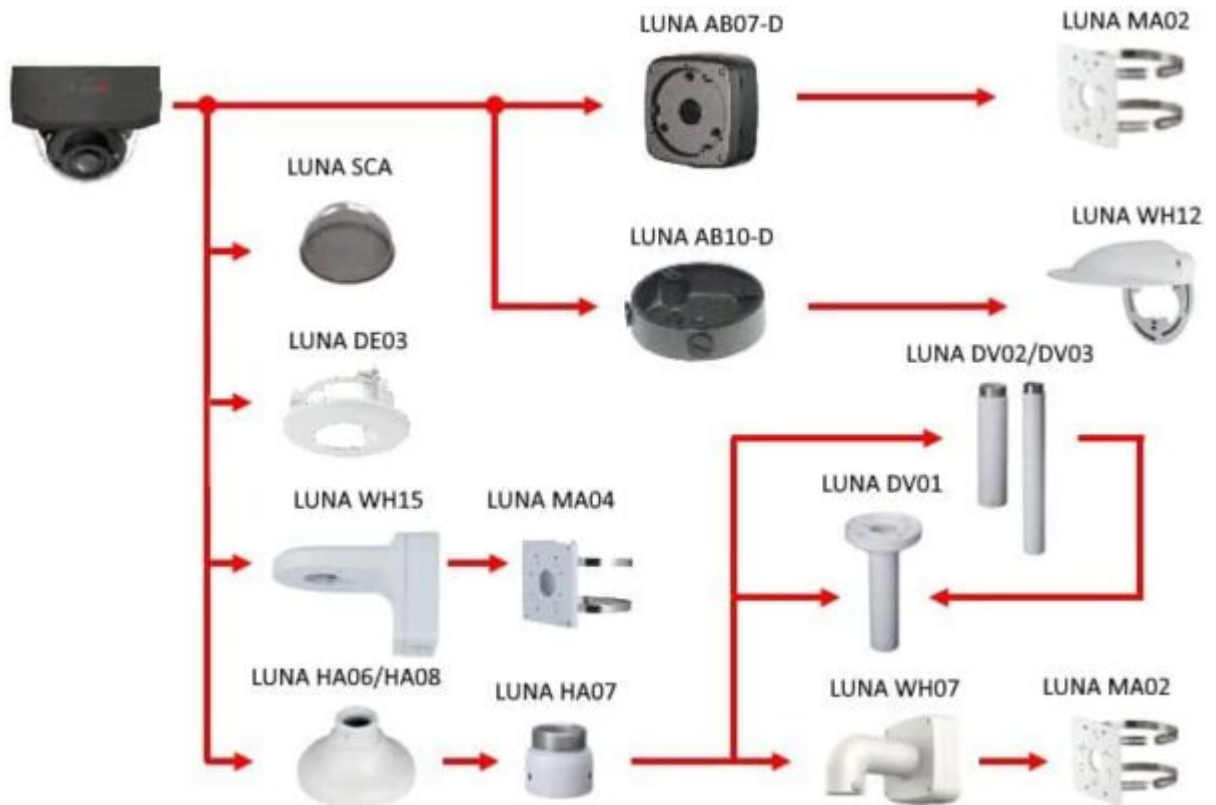 LUNA AB07-D
LUNA MA02
LUNA SCA
LUNA AB10-D
LUNA WH12
LUNA DE03
LUNA DV02/DV03
LUNA WH15
LUNA MA04
LUNA DV01
LUNA HA06/HA08
LUNA HA07
LUNA WH07
LUNA MA02